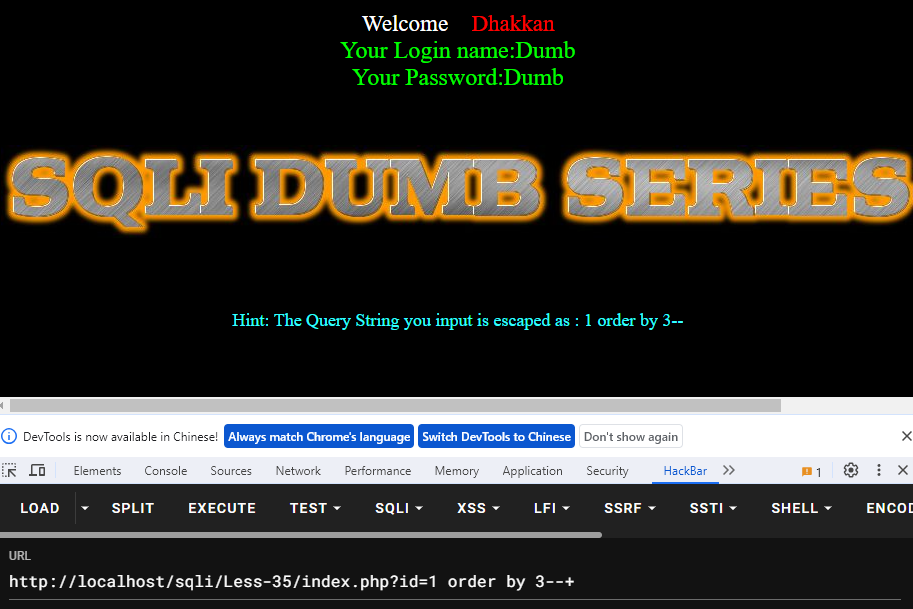 Welcome Dhakkan
Your Login name:Dumb
Your Password:Dumb
SQLI DUMB SERIES
Hint: The Query String you input is escaped as : 1 order by 3--
DevTools is now available in Chinese! Always match Chrome's language Switch DevTools to Chinese Don't show again
Elements Console Sources Network Performance Memory Application Security HackBar 1
LOAD SPLIT EXECUTE TEST SQLI XSS LFI SSRF SSTI SHELL ENCOD
URL
http://localhost/sqli/Less-35/index.php?id=1 order by 3--+